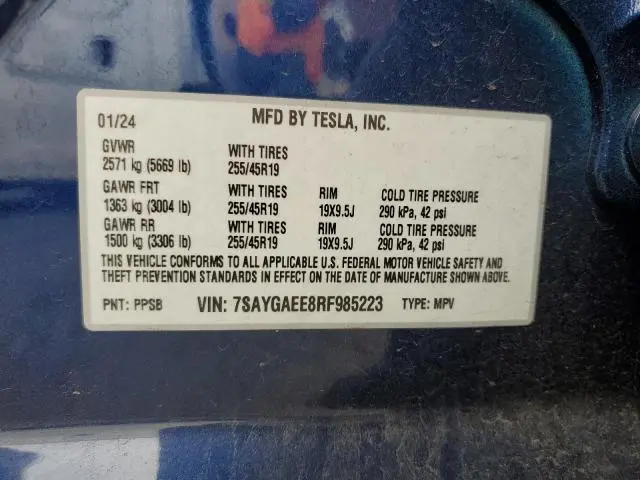 01/24 MFD BY TESLA, INC.
GVWR WITH TIRES
2571 kg (5669 lb) 255/45R19
GAWR FRT WITH TIRES RIM COLD TIRE PRESSURE
1363 kg (3004 lb) 255/45R19 19X9.5J 290 kPa, 42 psi
GAWR RR WITH TIRES RIM COLD TIRE PRESSURE
1500 kg (3306 lb) 255/45R19 19X9.5J 290 kPa, 42 psi
THIS VEHICLE CONFORMS TO ALL APPLICABLE U.S. FEDERAL MOTOR VEHICLE SAFETY AND
THEFT PREVENTION STANDARDS IN EFFECT ON THE DATE OF MANUFACTURE SHOWN ABOVE.
PNT: PPSB VIN: 7SAYGAEE8RF985223 TYPE: MPV